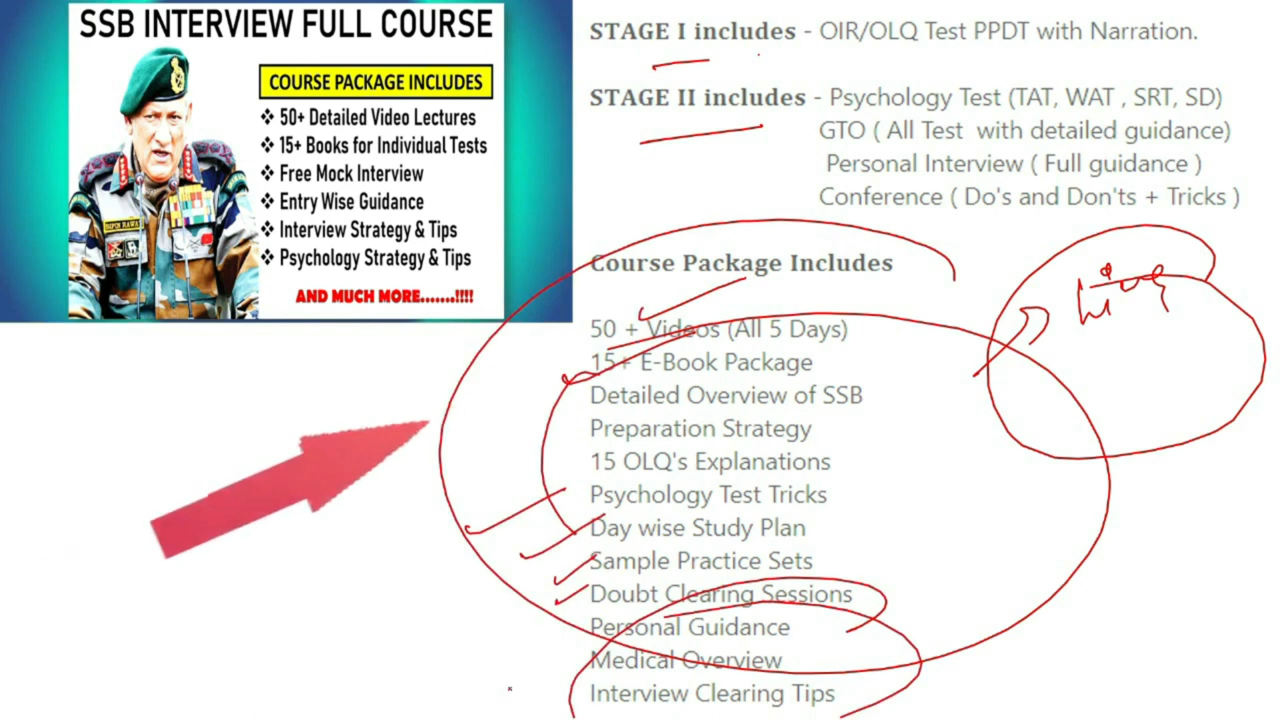 SSB INTERVIEW FULL COURSE
COURSE PACKAGE INCLUDES
❖ 50+ Detailed Video Lectures
❖ 15+ Books for Individual Tests
❖ Free Mock Interview
❖ Entry Wise Guidance
❖ Interview Strategy & Tips
❖ Psychology Strategy & Tips
AND MUCH MORE.......!!!!
STAGE I includes - OIR/OLQ Test PPDT with Narration.
STAGE II includes - Psychology Test (TAT, WAT , SRT, SD)
GTO ( All Test with detailed guidance)
Personal Interview ( Full guidance )
Conference ( Do's and Don'ts + Tricks )
Course Package Includes
50 + Videos (All 5 Days)
15+ E-Book Package
Detailed Overview of SSB
Preparation Strategy
15 OLQ's Explanations
Psychology Test Tricks
Day wise Study Plan
Sample Practice Sets
Doubt Clearing Sessions
Personal Guidance
Medical Overview
Interview Clearing Tips